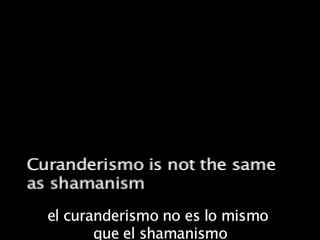 Curanderismo is not the same
as shamanism
el curanderismo no es lo mismo
que el shamanismo